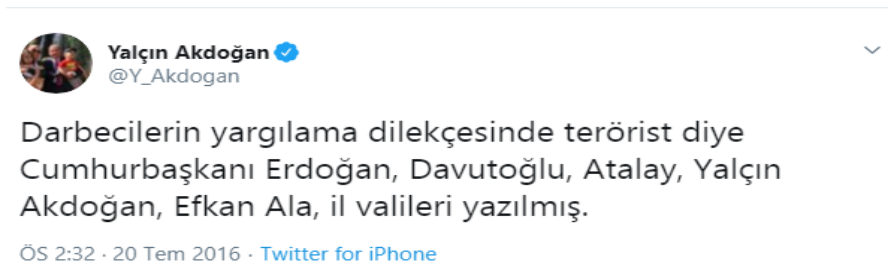 Yalçın Akdoğan
@Y_Akdogan
Darbecilerin yargılama dilekçesinde terörist diye
Cumhurbaşkanı Erdoğan, Davutoğlu, Atalay, Yalçın
Akdoğan, Efkan Ala, il valileri yazılmış.
ÖS 2:32 · 20 Tem 2016 · Twitter for iPhone